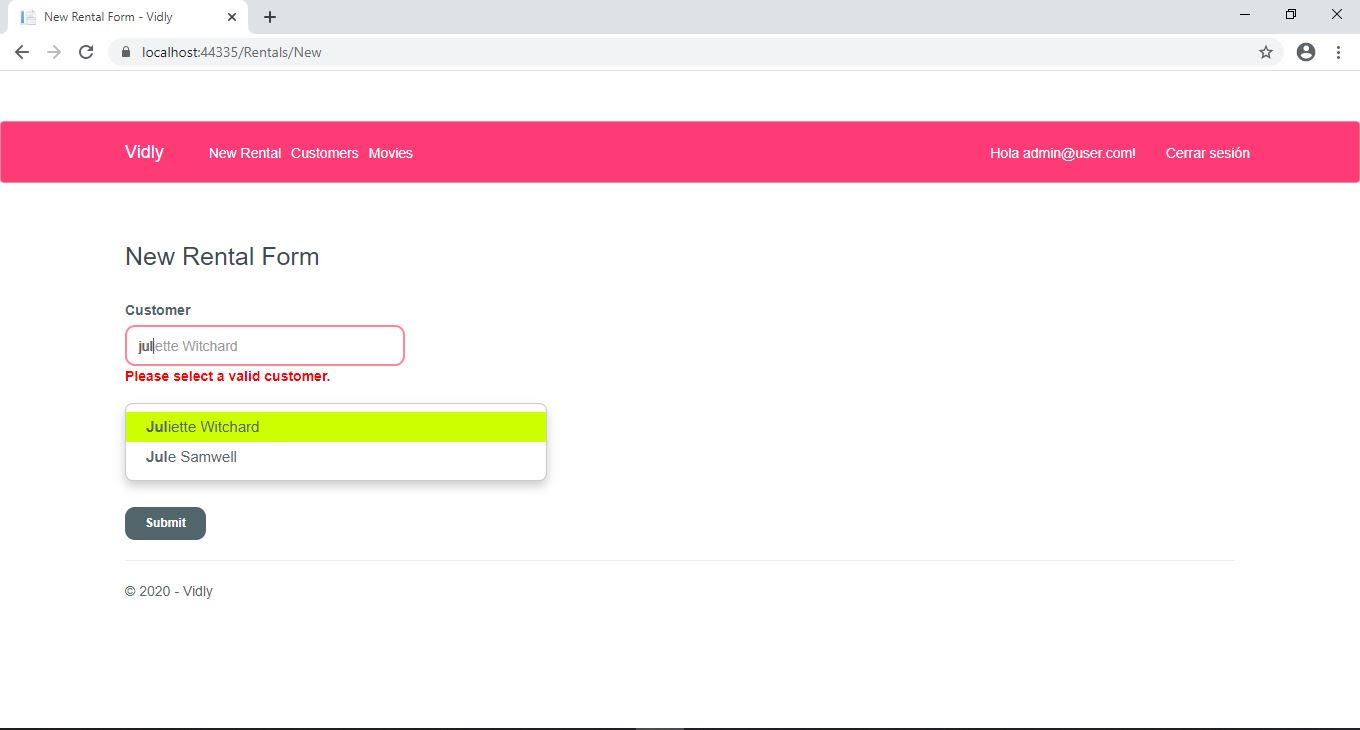 New Rental Form - Vidly
localhost:44335/Rentals/New
Vidly New Rental Customers Movies Hola admin@user.com! Cerrar sesión
New Rental Form
Customer
juliette Witchard
Please select a valid customer.
Juliette Witchard
Jule Samwell
Submit
© 2020 - Vidly